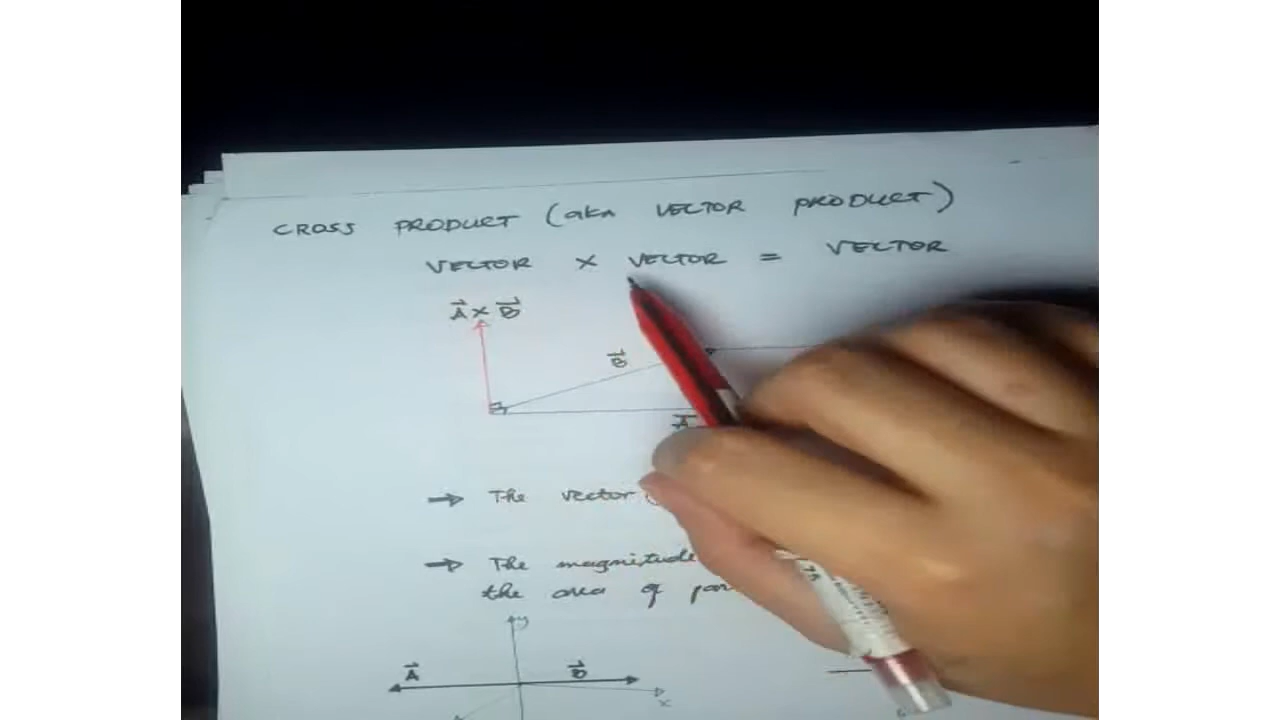 CROSS PRODUCT (aka VECTOR PRODUCT)
VECTOR × VECTOR = VECTOR
A⃗ × B⃗
B⃗
A⃗
⇒ The vector
⇒ The magnitude
the area of
y
A⃗ B⃗
x